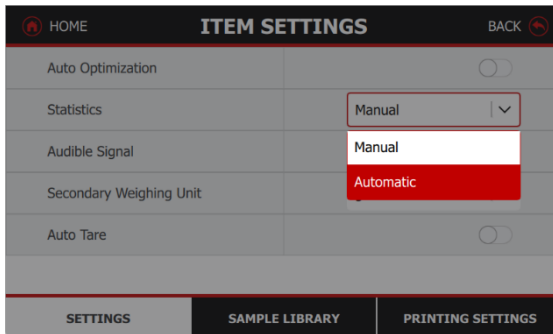 HOME ITEM SETTINGS BACK
Auto Optimization
Statistics Manual
Manual
Audible Signal
Automatic
Secondary Weighing Unit
Auto Tare
SETTINGS SAMPLE LIBRARY PRINTING SETTINGS